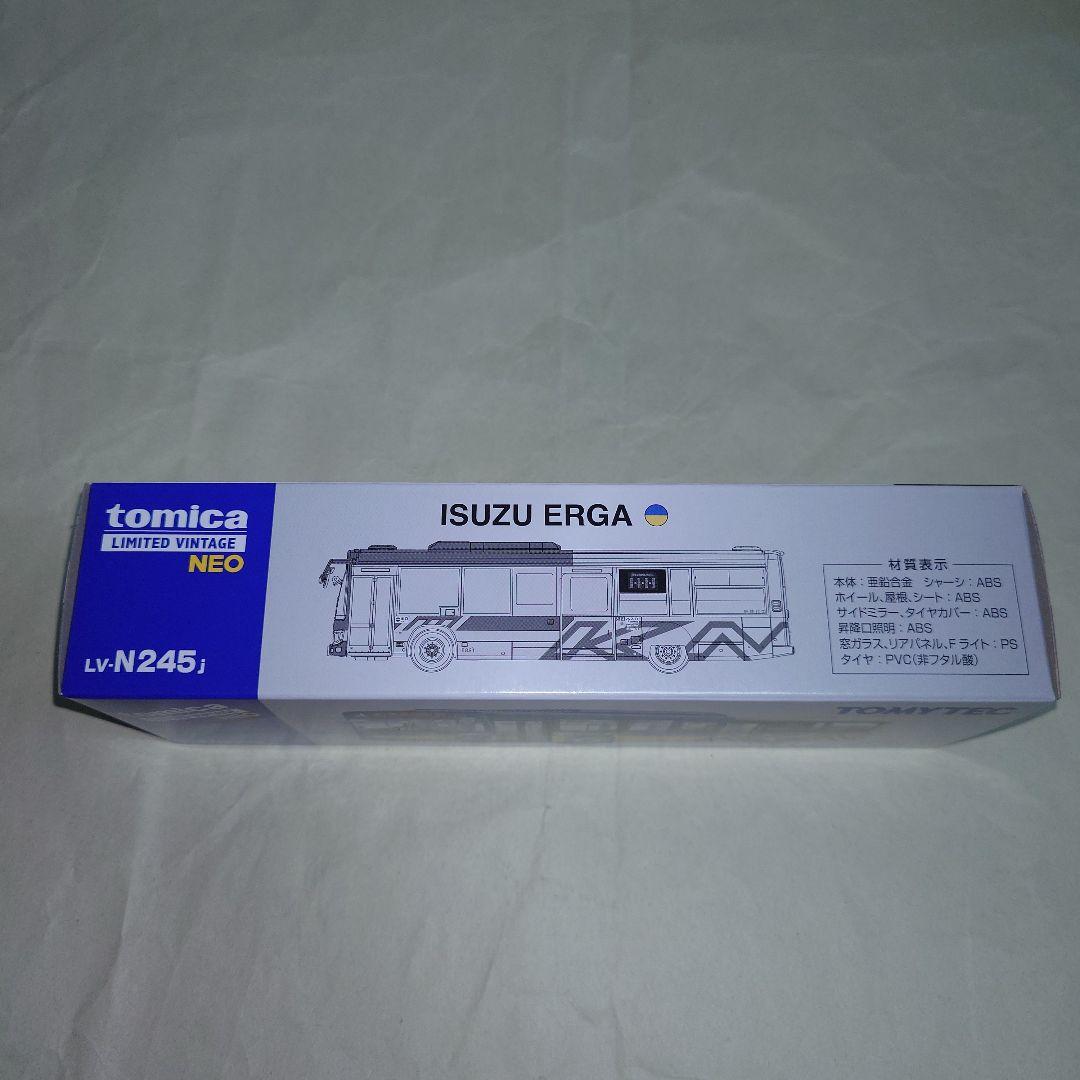 tomica
LIMITED VINTAGE
NEO
LV-N245j
ISUZU ERGA
材質表示
本体：亜鉛合金 シャーシ：ABS
ホイール、屋根、シート：ABS
サイドミラー、タイヤカバー：ABS
昇降口照明：ABS
窓ガラス、リアパネル、Fライト：PS
タイヤ：PVC(非フタル酸)
TOMYTEC